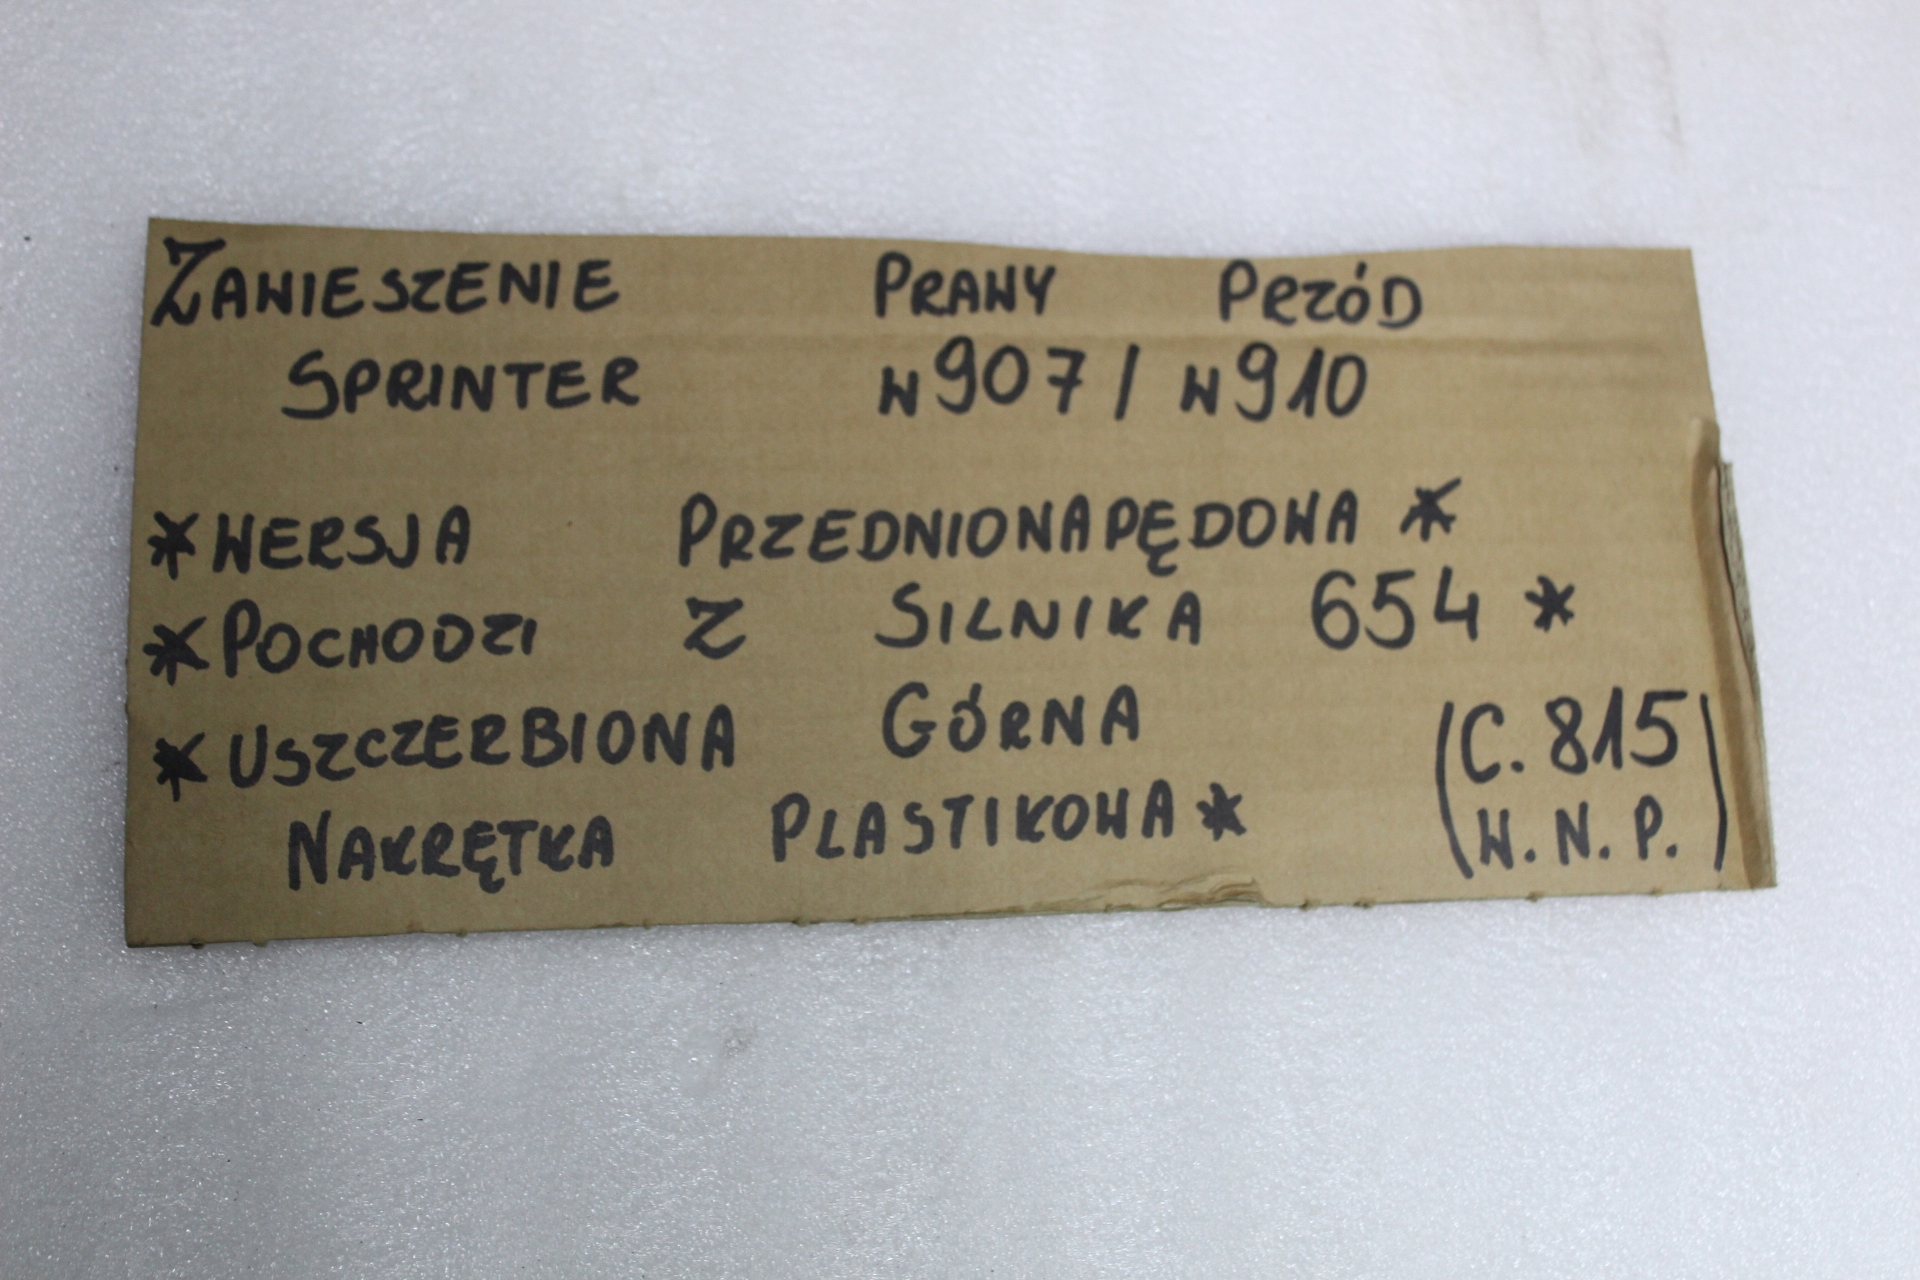 ZAWIESZENIE PRAWY PRZÓD
SPRINTER W907 / W910
*WERSJA PRZEDNIONAPĘDOWA *
*POCHODZI Z SILNIKA 654 *
*USZCZERBIONA GÓRNA
NAKRĘTKA PLASTIKOWA*
(C. 815
W. N. P.)